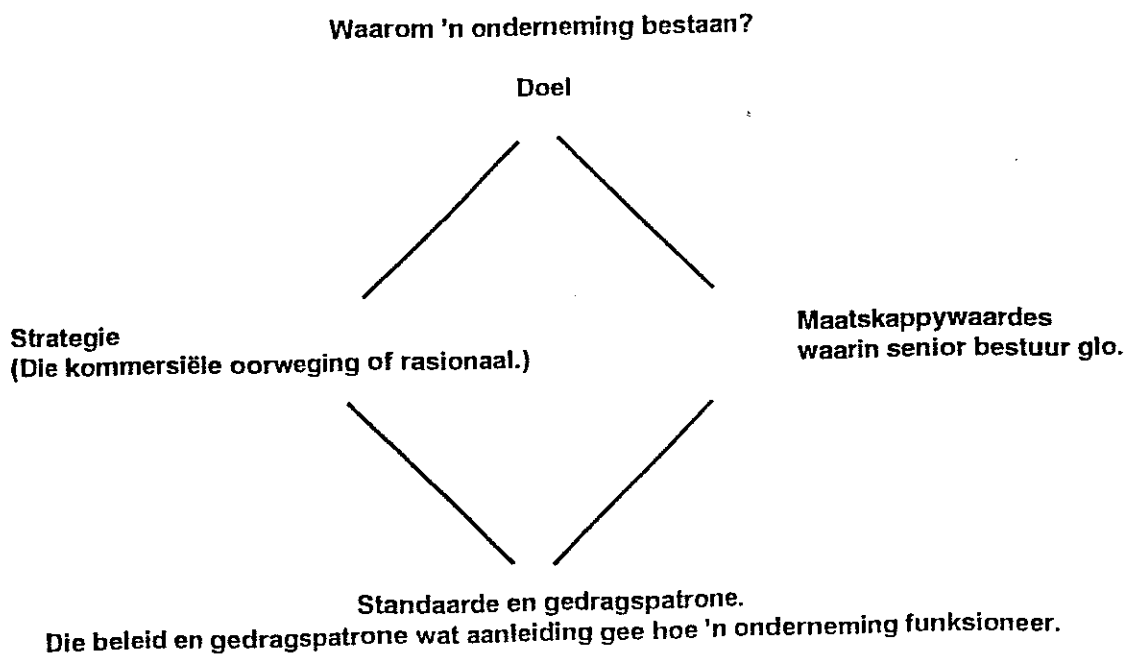 Waarom 'n onderneming bestaan?
Doel
Strategie
(Die kommersiële oorweging of rasionaal.)
Maatskappywaardes
waarin senior bestuur glo.
Standaarde en gedragspatrone.
Die beleid en gedragspatrone wat aanleiding gee hoe 'n onderneming funksioneer.